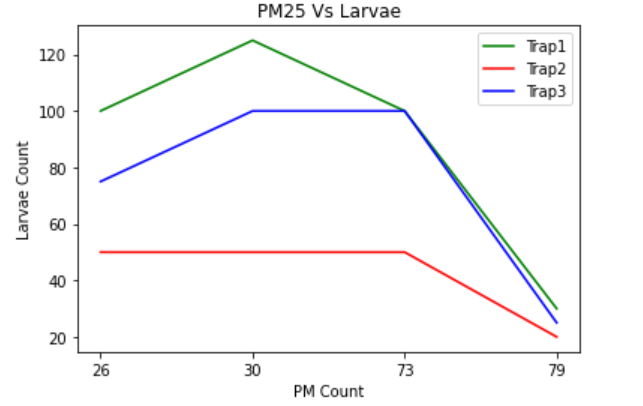 PM25 Vs Larvae
Trap1
Trap2
Trap3
Larvae Count
120
100
80
60
40
20
26 30 73 79
PM Count